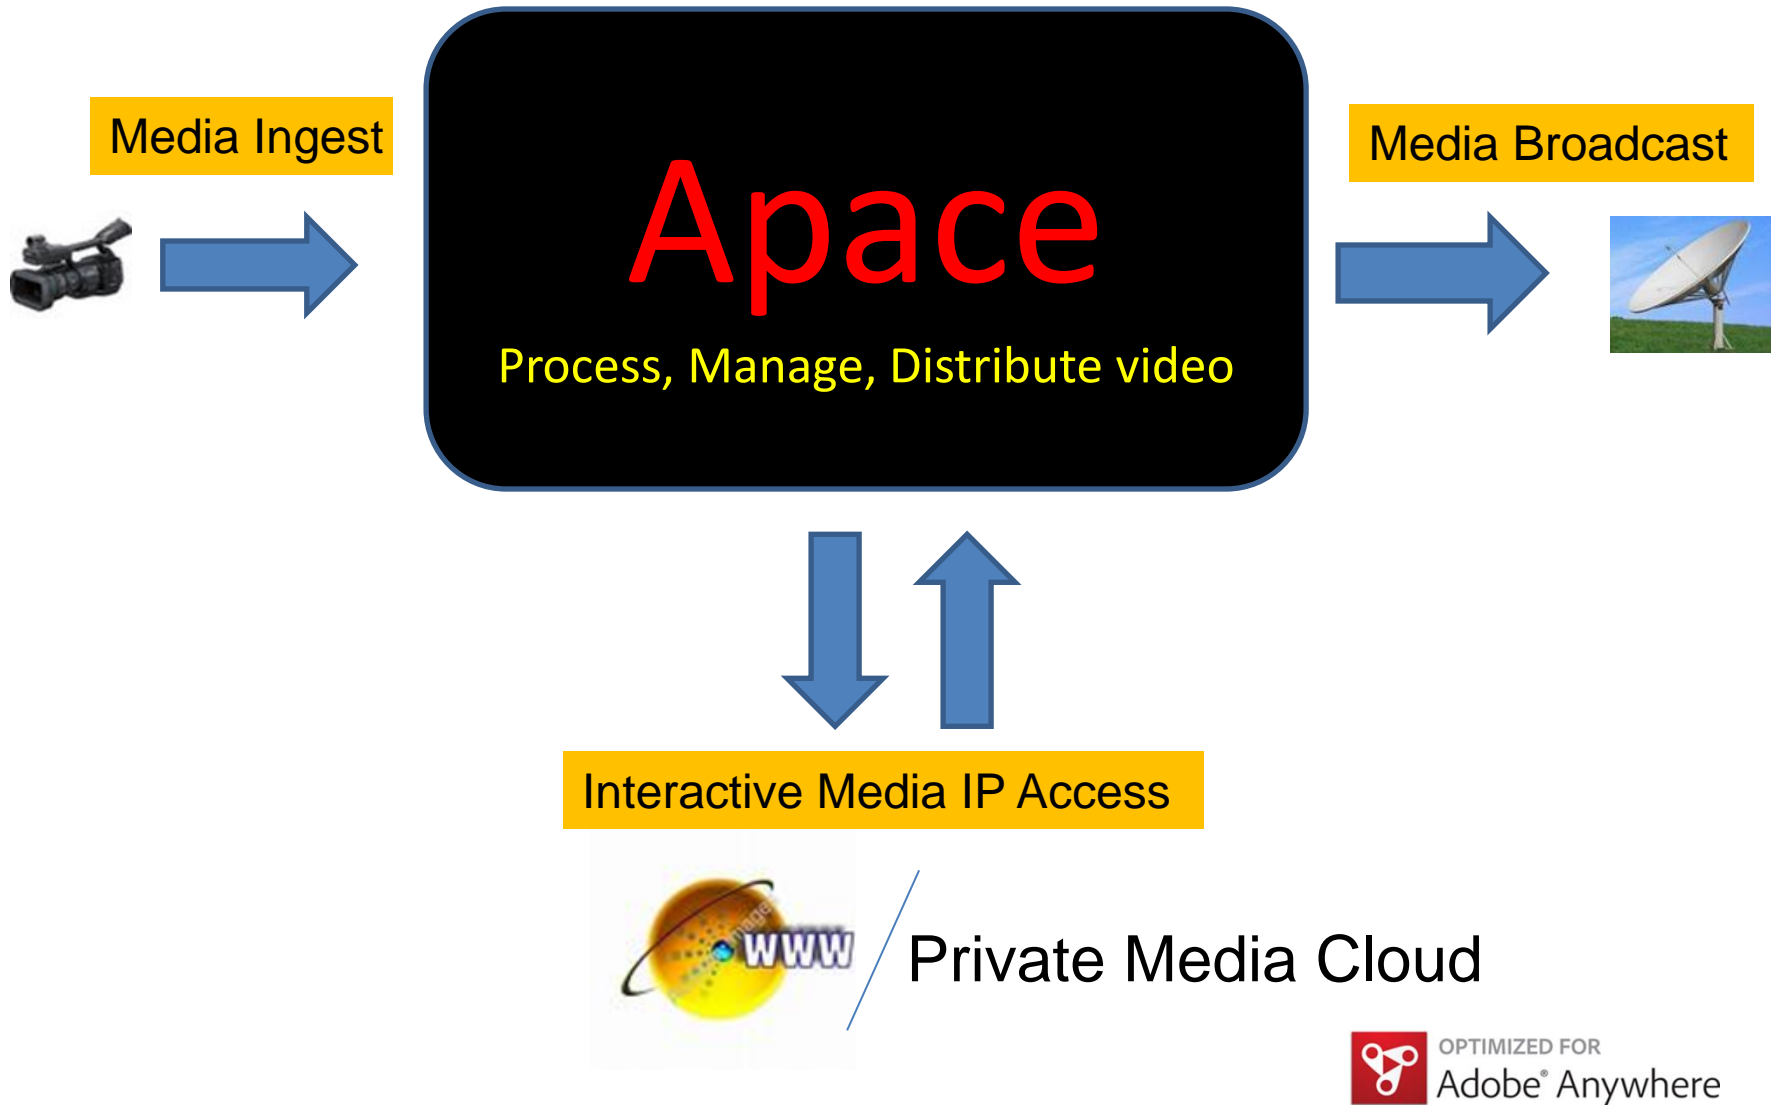 Media Ingest
Media Broadcast
Apace
Process, Manage, Distribute video
Interactive Media IP Access
www
Private Media Cloud
OPTIMIZED FOR
Adobe® Anywhere